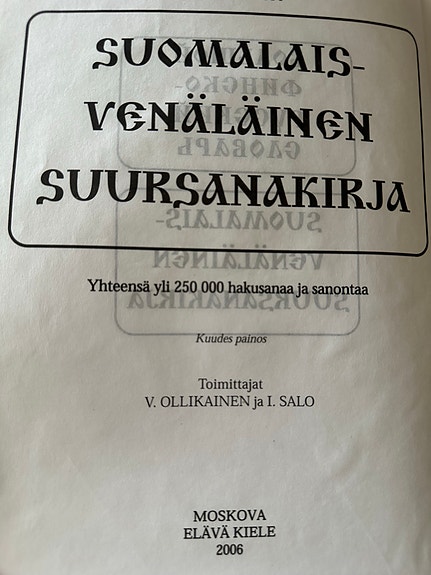 SUOMALAIS-
VENÄLÄINEN
SUURSANAKIRJA
Yhteensä yli 250 000 hakusanaa ja sanontaa
Kuudes painos
Toimittajat
V. OLLIKAINEN ja I. SALO
MOSKOVA
ELÄVÄ KIELE
2006